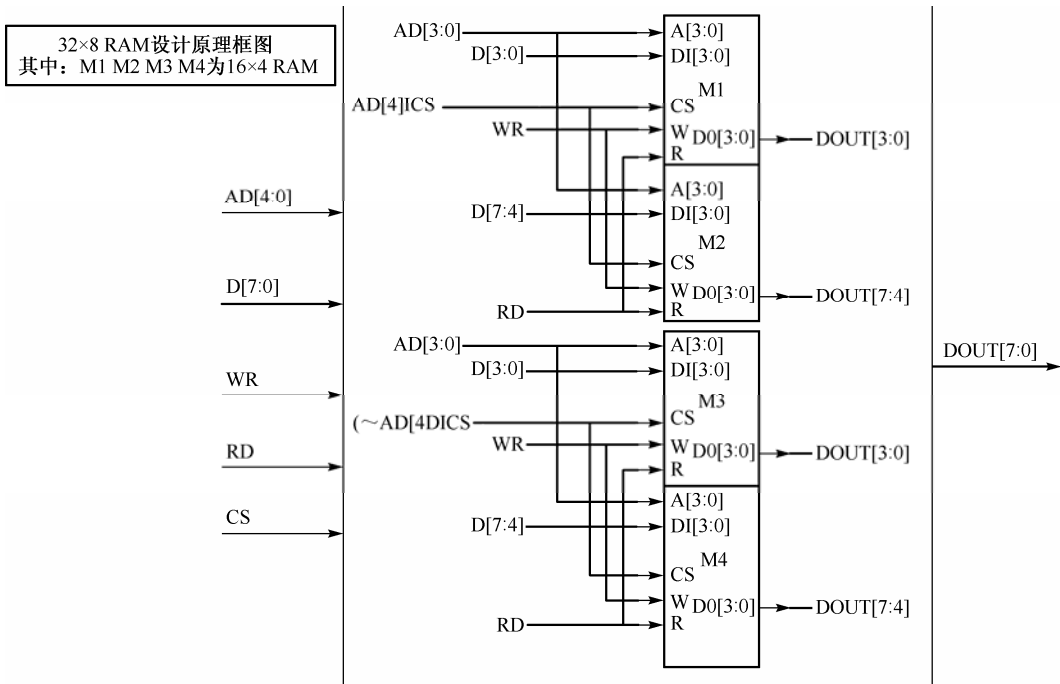 32×8 RAM设计原理框图
其中：M1 M2 M3 M4为16×4 RAM
AD[4:0]
D[7:0]
WR
RD
CS
AD[3:0]
D[3:0]
AD[4]ICS
WR
D[7:4]
RD
A[3:0]
DI[3:0]
M1
CS
W D0[3:0]
R
DOUT[3:0]
A[3:0]
DI[3:0]
M2
CS
W D0[3:0]
R
DOUT[7:4]
AD[3:0]
D[3:0]
(～AD[4DICS
WR
D[7:4]
RD
A[3:0]
DI[3:0]
M3
CS
W D0[3:0]
R
DOUT[3:0]
A[3:0]
DI[3:0]
M4
CS
W D0[3:0]
R
DOUT[7:4]
DOUT[7:0]